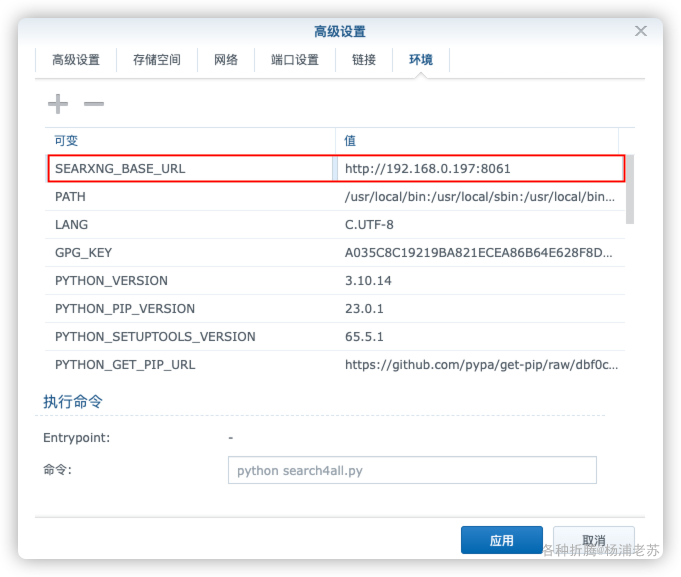 高级设置
高级设置 存储空间 网络 端口设置 链接 环境
可变 值
SEARXNG_BASE_URL http://192.168.0.197:8061
PATH /usr/local/bin:/usr/local/sbin:/usr/local/bin...
LANG C.UTF-8
GPG_KEY A035C8C19219BA821ECEA86B64E628F8D...
PYTHON_VERSION 3.10.14
PYTHON_PIP_VERSION 23.0.1
PYTHON_SETUPTOOLS_VERSION 65.5.1
PYTHON_GET_PIP_URL https://github.com/pypa/get-pip/raw/dbf0c...
执行命令
Entrypoint: -
命令: python search4all.py
应用 取消
各种折腾@杨浦老苏